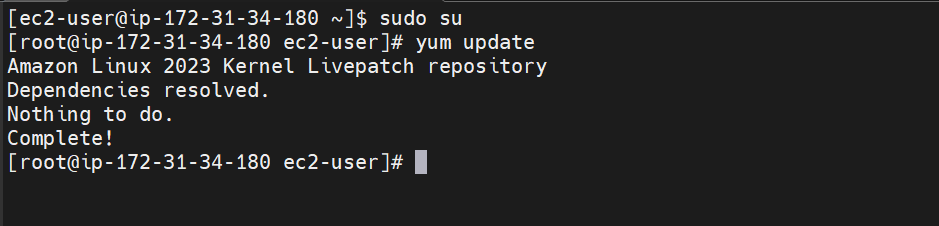 [ec2-user@ip-172-31-34-180 ~]$ sudo su
[root@ip-172-31-34-180 ec2-user]# yum update
Amazon Linux 2023 Kernel Livepatch repository
Dependencies resolved.
Nothing to do.
Complete!
[root@ip-172-31-34-180 ec2-user]#